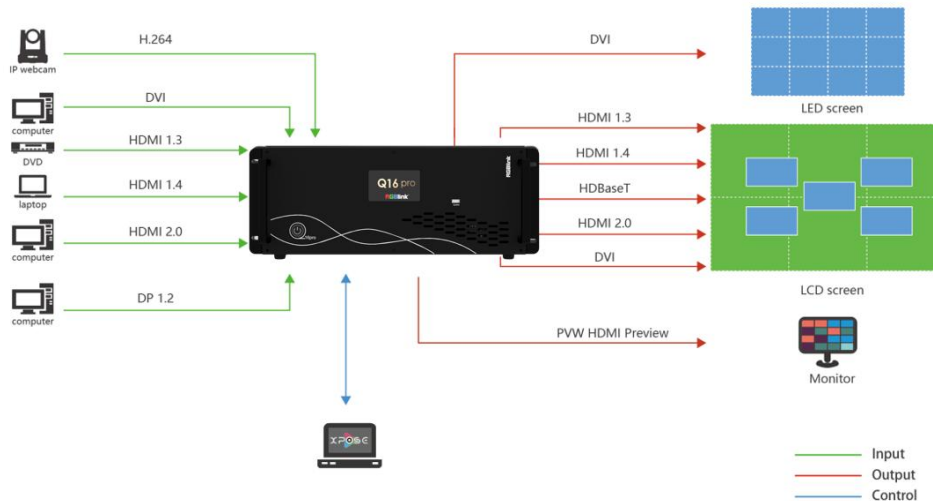 H.264
IP webcam
DVI
computer
HDMI 1.3
DVD
HDMI 1.4
laptop
HDMI 2.0
computer
DP 1.2
computer
Q16 pro
RGBlink
RGBlink
XPOSE
DVI
LED screen
HDMI 1.3
HDMI 1.4
HDBaseT
HDMI 2.0
DVI
LCD screen
PVW HDMI Preview
Monitor
Input
Output
Control